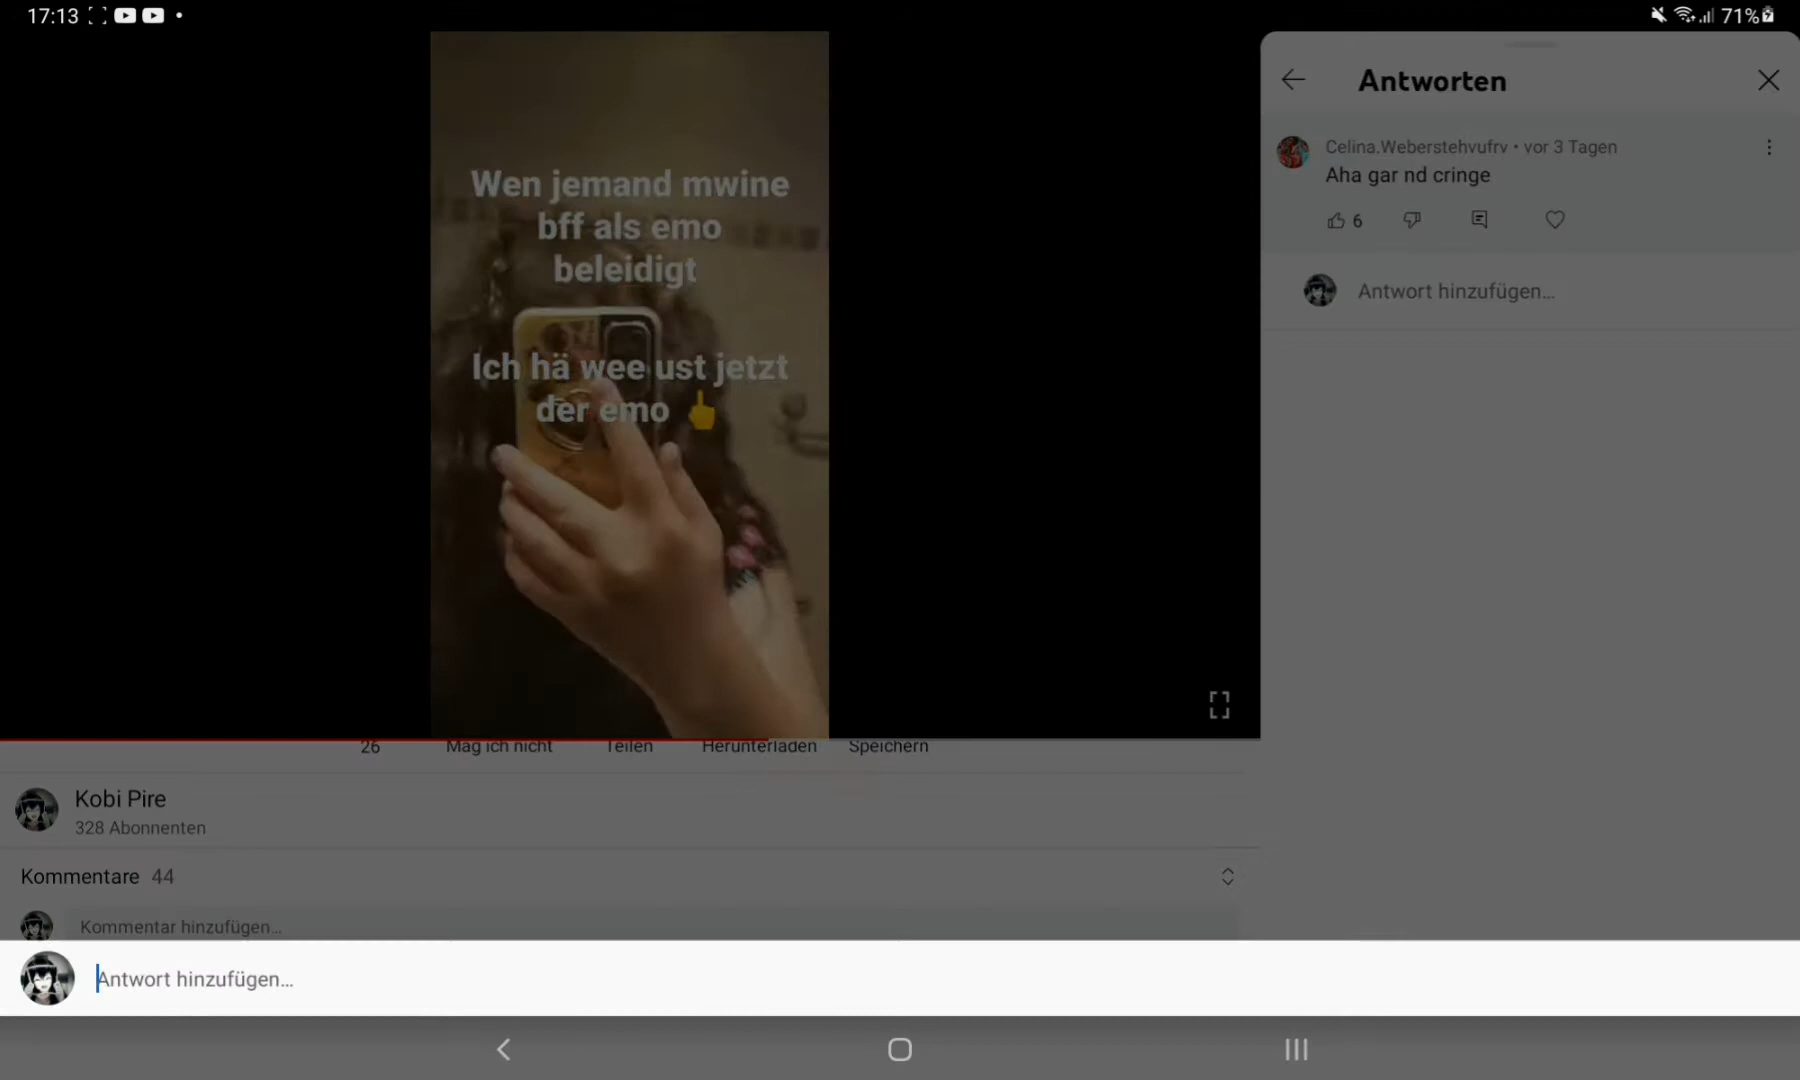 17:13
71%
Wen jemand mwine
bff als emo
beleidigt
Ich hä wee ust jetzt
der emo 🖕
Antworten
Celina.Weberstehvufrv • vor 3 Tagen
Aha gar nd cringe
6
Antwort hinzufügen...
26 Mag ich nicht Teilen Herunterladen Speichern
Kobi Pire
328 Abonnenten
Kommentare 44
Kommentar hinzufügen...
Antwort hinzufügen...